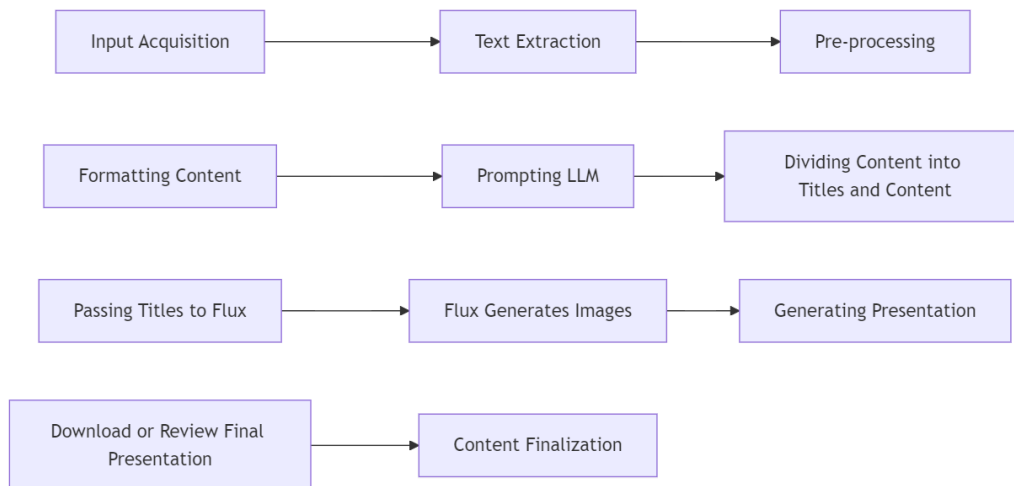 Input Acquisition
Text Extraction
Pre-processing
Formatting Content
Prompting LLM
Dividing Content into
Titles and Content
Passing Titles to Flux
Flux Generates Images
Generating Presentation
Download or Review Final
Presentation
Content Finalization